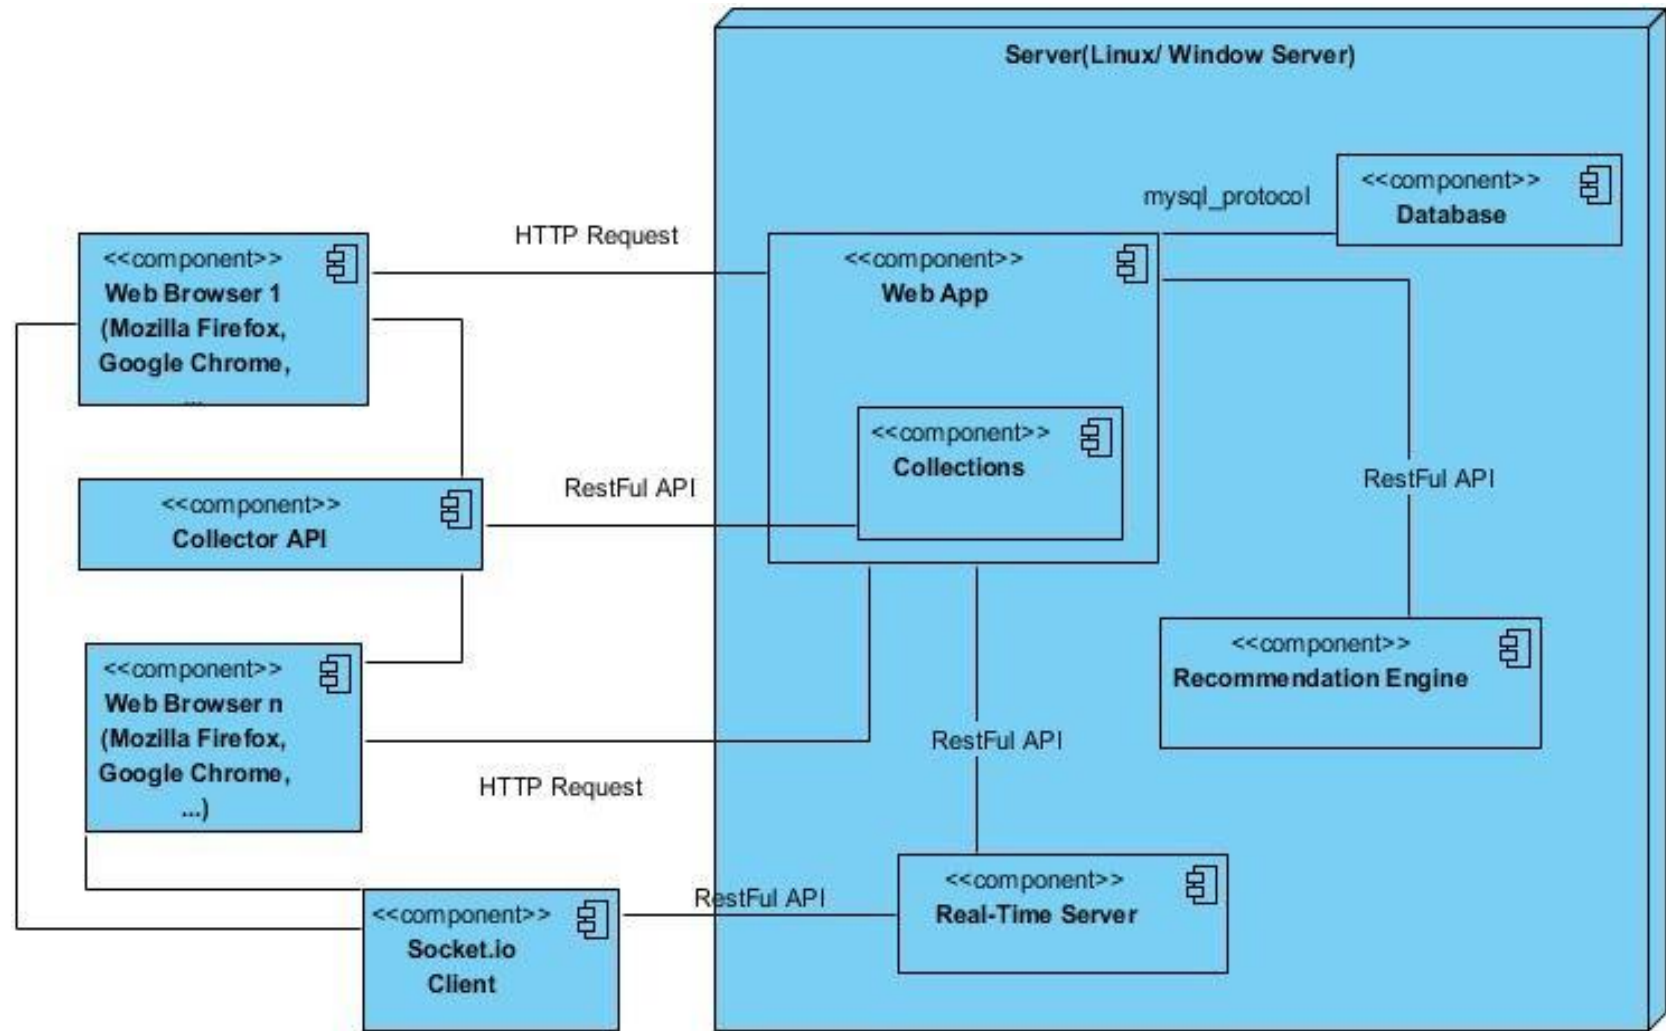 Server(Linux/ Window Server)
<<component>>
Database
mysql_protocol
HTTP Request
<<component>>
Web Browser 1
(Mozilla Firefox,
Google Chrome,
...
<<component>>
Web App
<<component>>
Collections
RestFul API
RestFul API
<<component>>
Collector API
<<component>>
Recommendation Engine
<<component>>
Web Browser n
(Mozilla Firefox,
Google Chrome,
...)
RestFul API
HTTP Request
RestFul API
<<component>>
Real-Time Server
<<component>>
Socket.io
Client